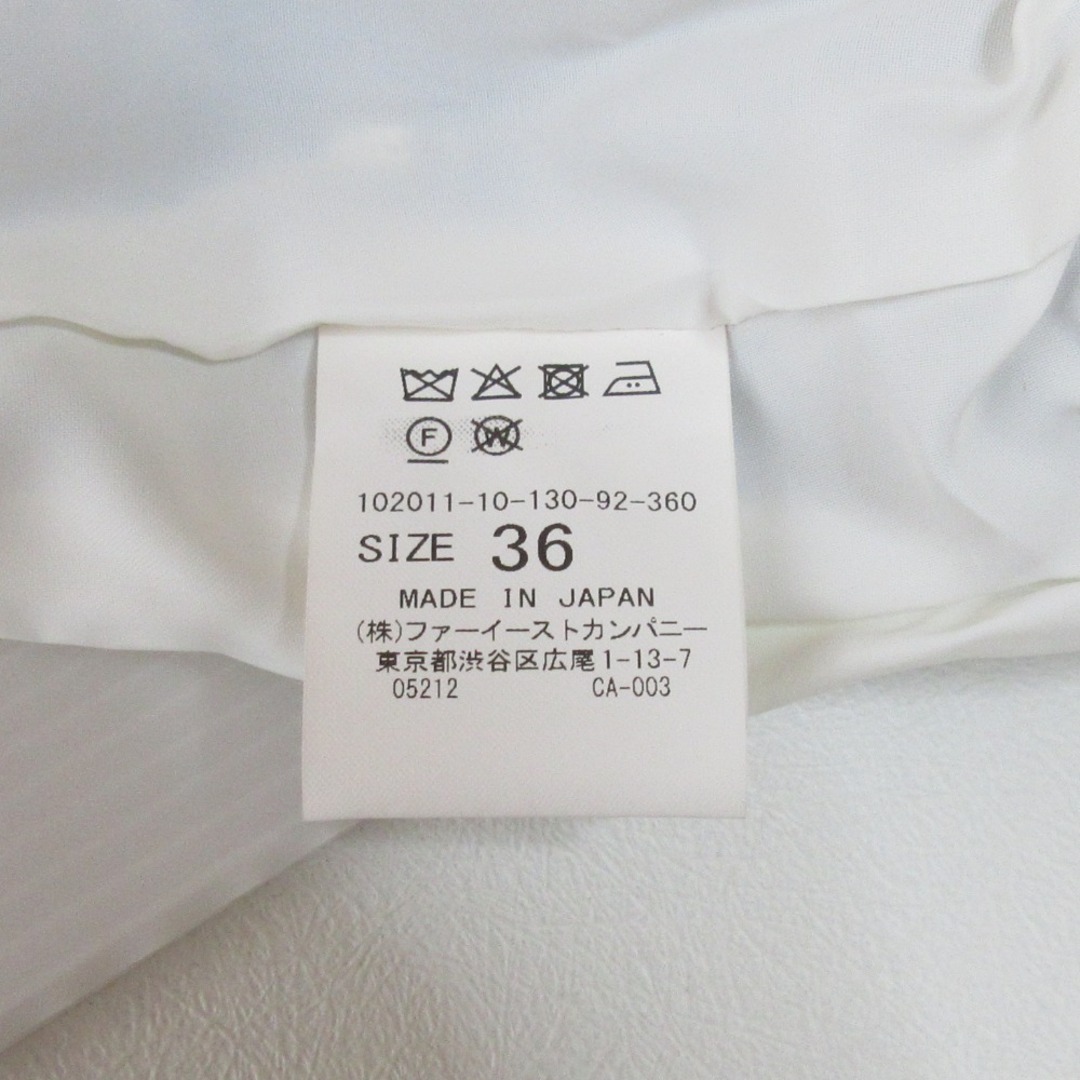 F W
102011-10-130-92-360
SIZE 36
MADE IN JAPAN
(株)ファーイーストカンパニー
東京都渋谷区広尾1-13-7
05212 CA-003